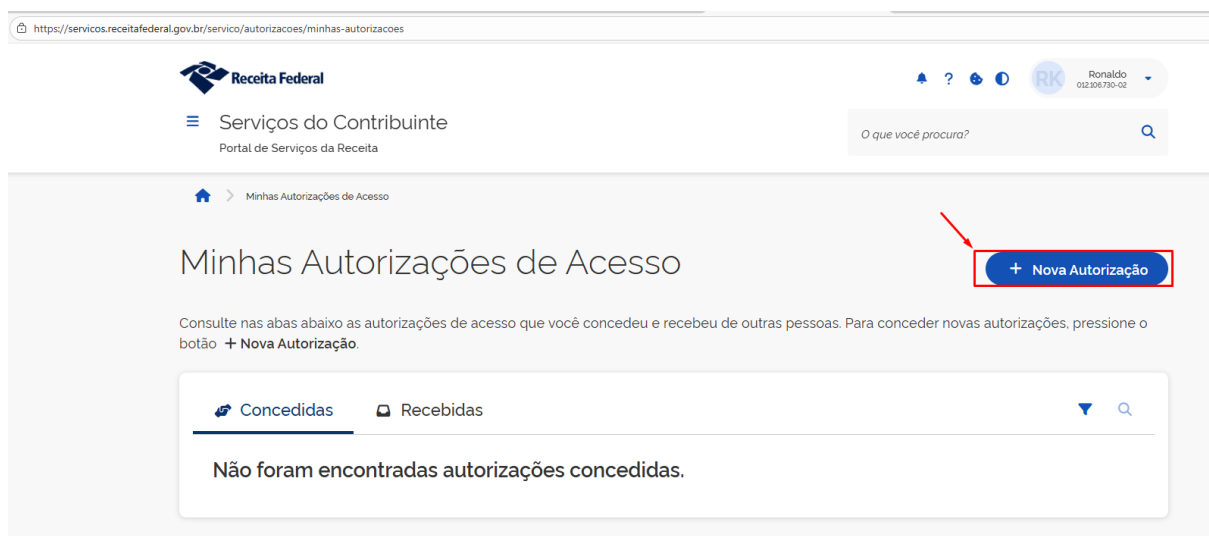 https://servicos.receitafederal.gov.br/servico/autorizacoes/minhas-autorizacoes
Receita Federal
?
RK
Ronaldo
012.106.730-02
Serviços do Contribuinte
Portal de Serviços da Receita
O que você procura?
Minhas Autorizações de Acesso
Minhas Autorizações de Acesso
+ Nova Autorização
Consulte nas abas abaixo as autorizações de acesso que você concedeu e recebeu de outras pessoas. Para conceder novas autorizações, pressione o
botão + Nova Autorização.
Concedidas
Recebidas
Não foram encontradas autorizações concedidas.